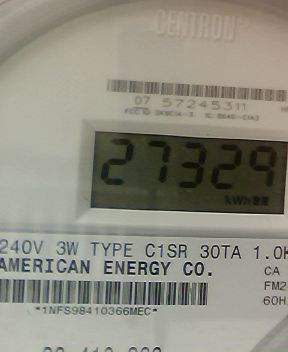 CENTRON®
07 57245311
27329
kWh
240V 3W TYPE C1SR 30TA 1.0K
AMERICAN ENERGY CO.
CA
FM2
60H
*1NFS98410366MEC*